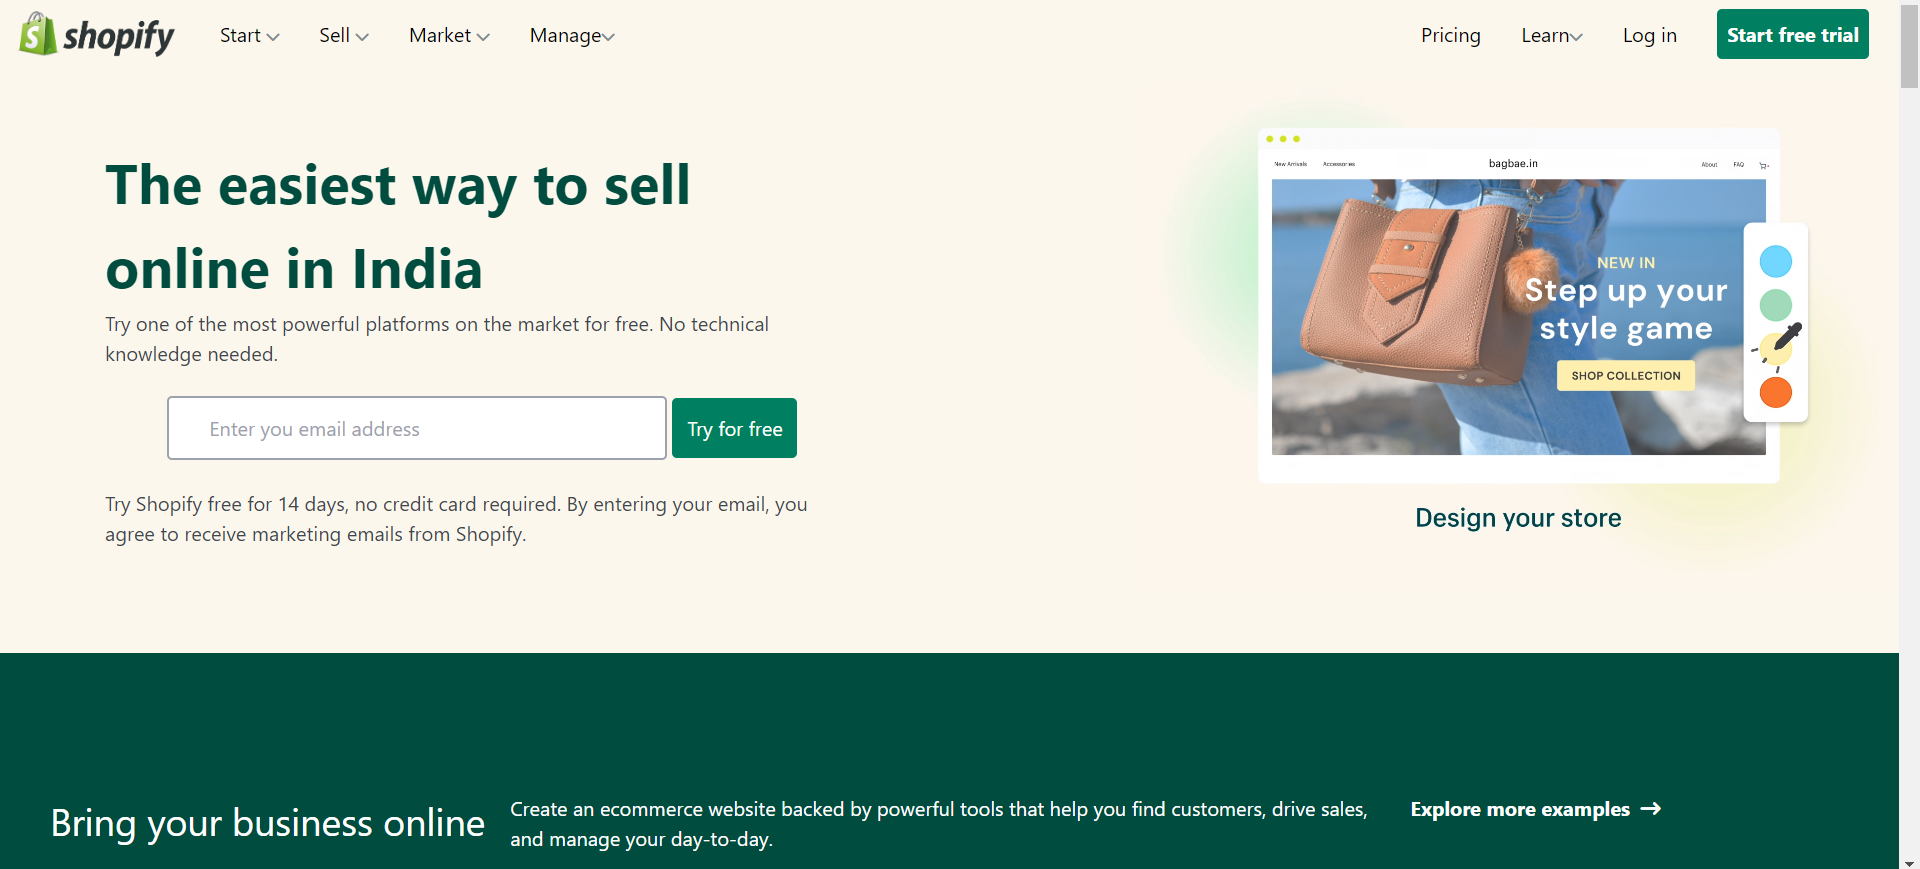 shopify
Start
Sell
Market
Manage
Pricing
Learn
Log in
Start free trial
The easiest way to sell
online in India
Try one of the most powerful platforms on the market for free. No technical
knowledge needed.
Enter you email address
Try for free
Try Shopify free for 14 days, no credit card required. By entering your email, you
agree to receive marketing emails from Shopify.
New Arrivals
Accessories
bagbae.in
About
FAQ
NEW IN
Step up your
style game
SHOP COLLECTION
Design your store
Bring your business online
Create an ecommerce website backed by powerful tools that help you find customers, drive sales,
and manage your day-to-day.
Explore more examples →